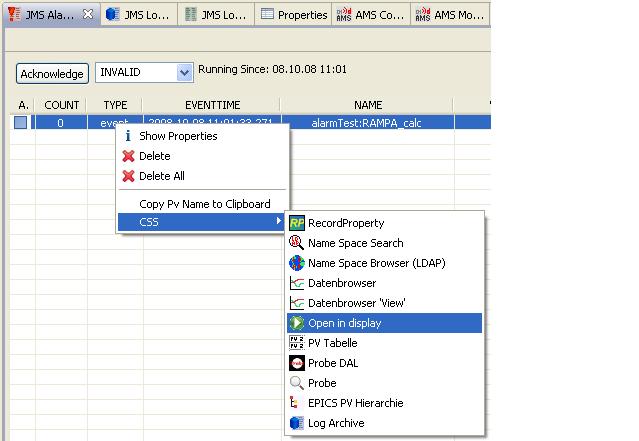 JMS Ala... JMS Lo... JMS Lo... Properties AMS Co... AMS Mo...
Acknowledge INVALID Running Since: 08.10.08 11:01
A. COUNT TYPE EVENTTIME NAME
0 event 2008-10-08 11:01:33.271 alarmTest:RAMPA_calc
Show Properties
Delete
Delete All
Copy Pv Name to Clipboard
CSS
RecordProperty
Name Space Search
Name Space Browser (LDAP)
Datenbrowser
Datenbrowser 'View'
Open in display
PV Tabelle
Probe DAL
Probe
EPICS PV Hierarchie
Log Archive